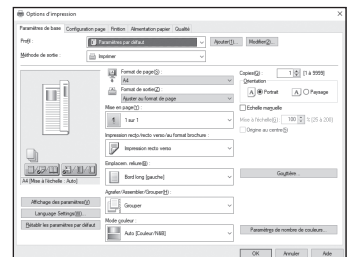 Options d'impression
Paramètres de base Configuration page Finition Alimentation papier Qualité
Profil : Paramètres par défaut Ajouter(1)... Modifier(2)...
Méthode de sortie : Imprimer
Format de page(S) : Copies(Q) : 1 [1 à 9999]
A4 Orientation
Format de sortie(Z) : A Portrait A Paysage
Ajuster au format de page
Mise en page(Y) : Echelle manuelle
1 1 sur 1 Mise à l'échelle(G) : 100 % [25 à 200]
Origine au centre(5)
Impression recto/recto verso/au format brochure :
Impression recto verso
Emplacem. reliure(B) :
Bord long [gauche] Gouttière...
A4 [Mise à l'échelle : Auto]
Agrafer/Assembler/Grouper(H) :
Affichage des paramètres(V) Grouper
Language Settings(W)... Mode couleur :
Rétablir les paramètres par défaut Auto [Couleur/N&B] Paramètres de nombre de couleurs...
OK Annuler Aide